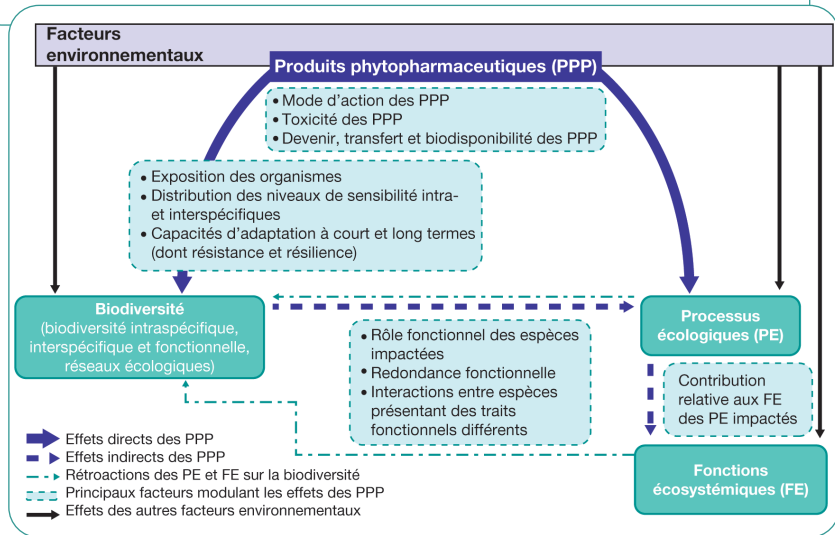 Facteurs
environnementaux
Produits phytopharmaceutiques (PPP)
• Mode d'action des PPP
• Toxicité des PPP
• Devenir, transfert et biodisponibilité des PPP
• Exposition des organismes
• Distribution des niveaux de sensibilité intra-
et interspécifiques
• Capacités d'adaptation à court et long termes
(dont résistance et résilience)
Biodiversité
(biodiversité intraspécifique,
interspécifique et fonctionnelle,
réseaux écologiques)
Processus
écologiques (PE)
• Rôle fonctionnel des espèces
impactées
• Redondance fonctionnelle
• Interactions entre espèces
présentant des traits
fonctionnels différents
Contribution
relative aux FE
des PE impactés
Fonctions
écosystémiques (FE)
Effets directs des PPP
Effets indirects des PPP
Rétroactions des PE et FE sur la biodiversité
Principaux facteurs modulant les effets des PPP
Effets des autres facteurs environnementaux